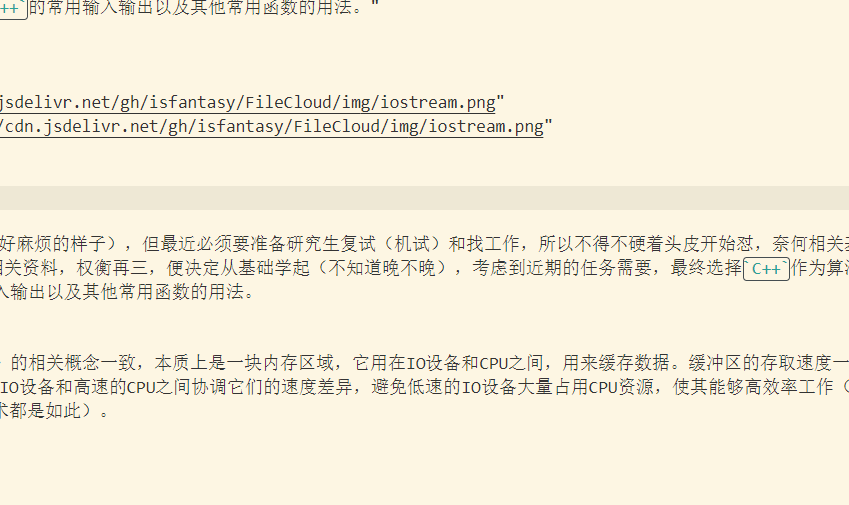 ++`的常用输入输出以及其他常用函数的用法。"
jsdelivr.net/gh/isfantasy/FileCloud/img/iostream.png"
/cdn.jsdelivr.net/gh/isfantasy/FileCloud/img/iostream.png"
好麻烦的样子），但最近必须要准备研究生复试（机试）和找工作，所以不得不硬着头皮开始怼，奈何相关
相关资料，权衡再三，便决定从基础学起（不知道晚不晚），考虑到近期的任务需要，最终选择`C++`作为算
入输出以及其他常用函数的用法。
的相关概念一致，本质上是一块内存区域，它用在IO设备和CPU之间，用来缓存数据。缓冲区的存取速度一
IO设备和高速的CPU之间协调它们的速度差异，避免低速的IO设备大量占用CPU资源，使其能够高效率工作（
术都是如此）。